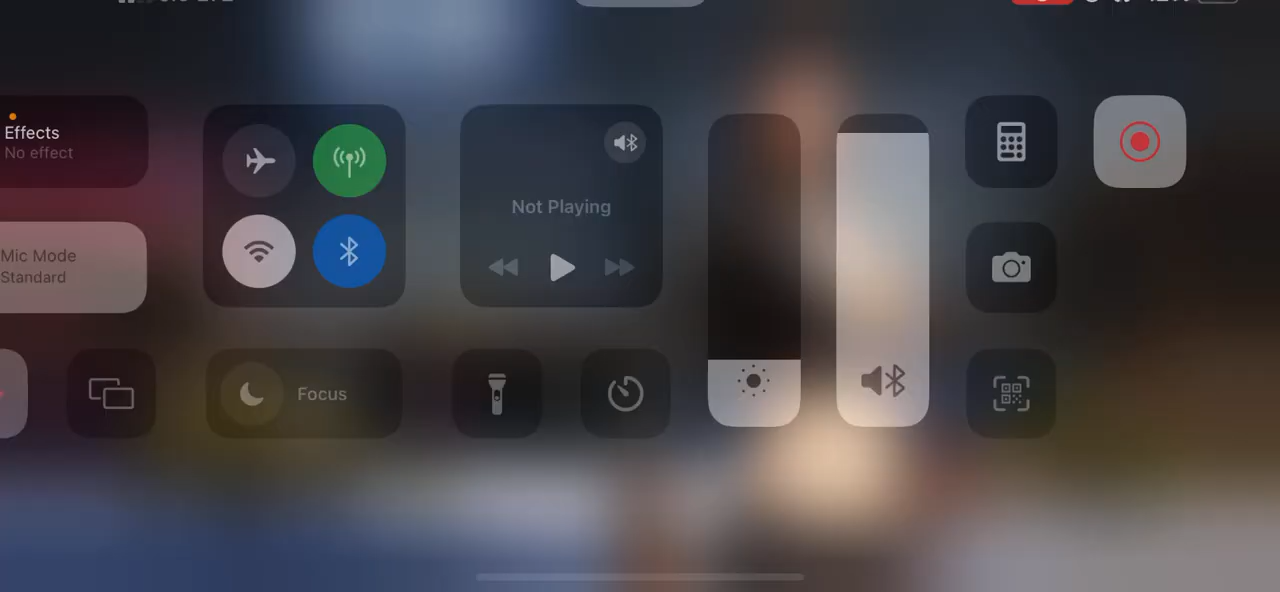 Effects
No effect
Mic Mode
Standard
Not Playing
Focus